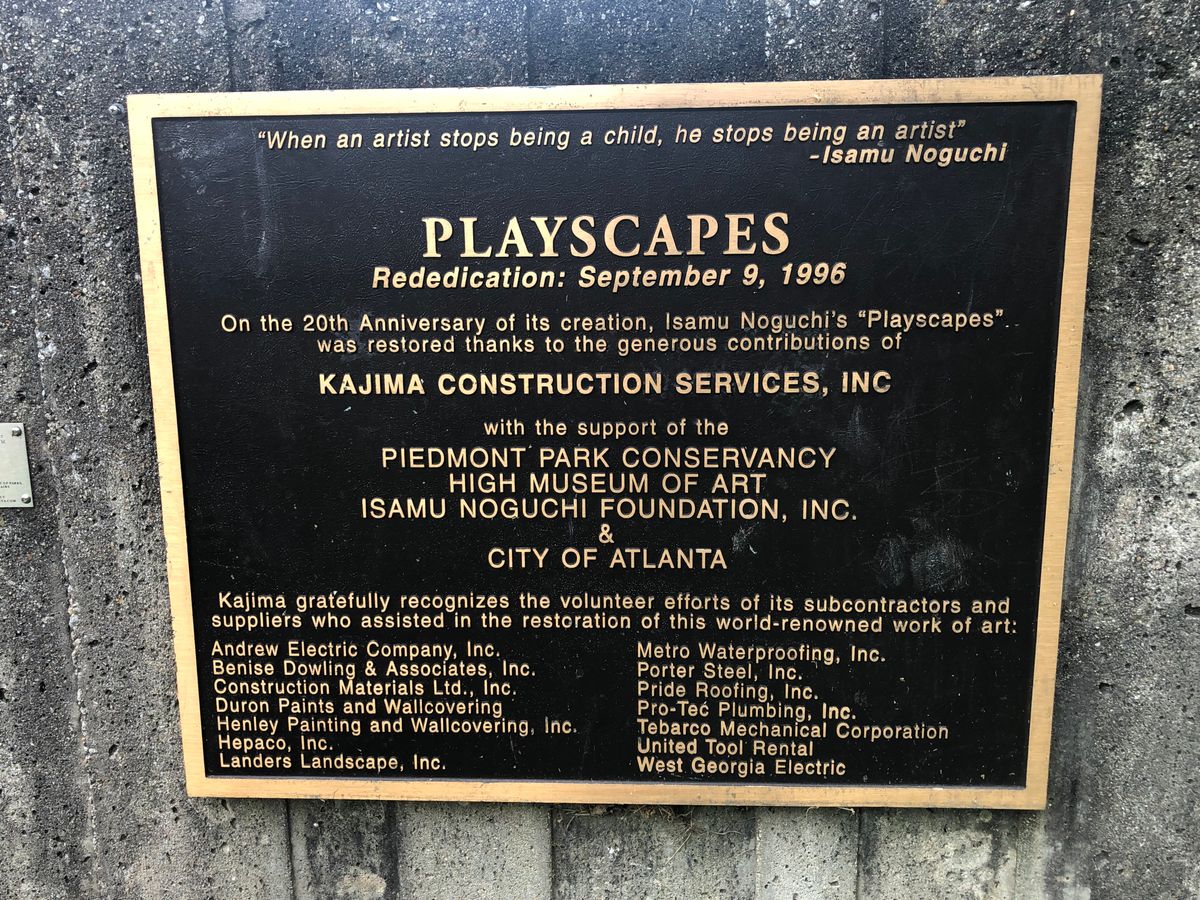 “When an artist stops being a child, he stops being an artist”
-Isamu Noguchi
PLAYSCAPES
Rededication: September 9, 1996
On the 20th Anniversary of its creation, Isamu Noguchi's “Playscapes”
was restored thanks to the generous contributions of
KAJIMA CONSTRUCTION SERVICES, INC
with the support of the
PIEDMONT PARK CONSERVANCY
HIGH MUSEUM OF ART
ISAMU NOGUCHI FOUNDATION, INC.
&
CITY OF ATLANTA
Kajima gratefully recognizes the volunteer efforts of its subcontractors and
suppliers who assisted in the restoration of this world-renowned work of art:
Andrew Electric Company, Inc.
Benise Dowling & Associates, Inc.
Construction Materials Ltd., Inc.
Duron Paints and Wallcovering
Henley Painting and Wallcovering, Inc.
Hepaco, Inc.
Landers Landscape, Inc.
Metro Waterproofing, Inc.
Porter Steel, Inc.
Pride Roofing, Inc.
Pro-Tec Plumbing, Inc.
Tebarco Mechanical Corporation
United Tool Rental
West Georgia Electric